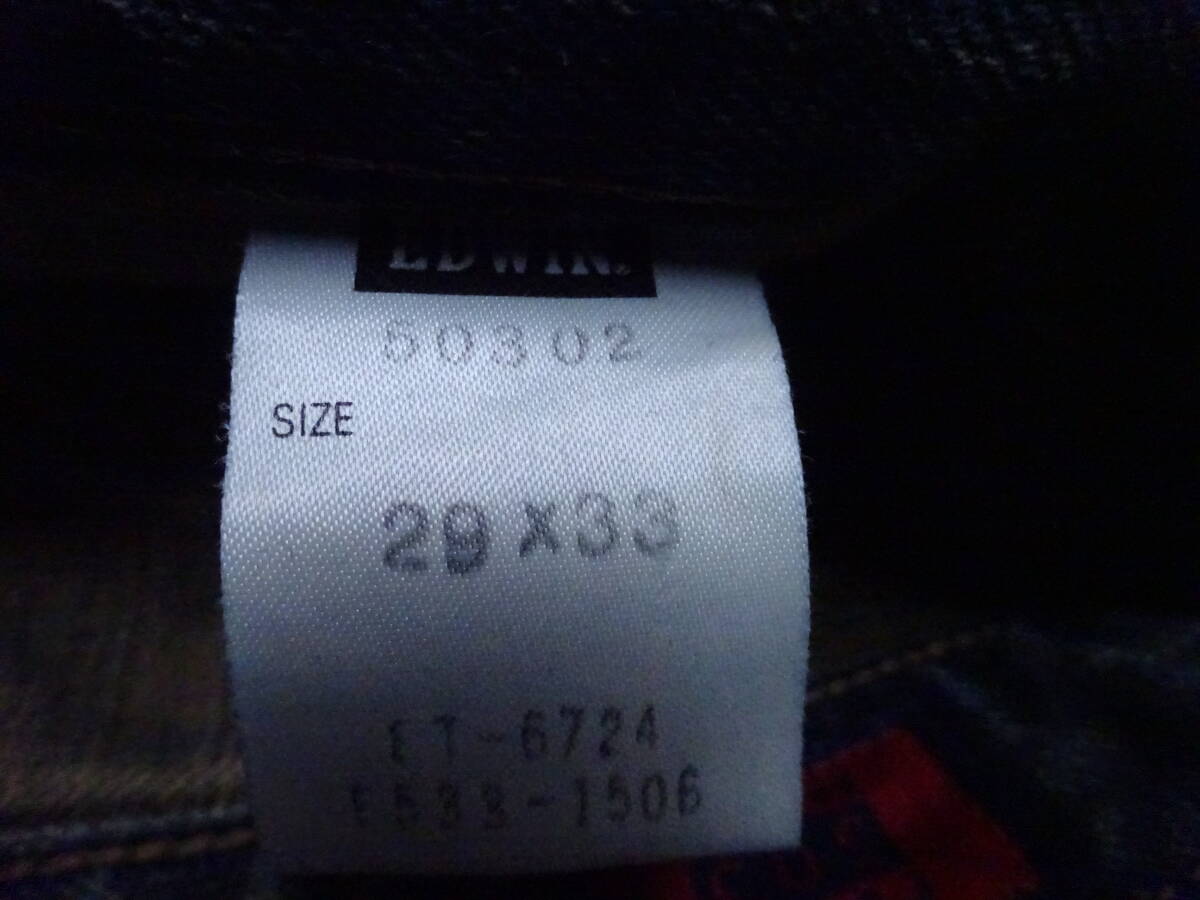 EDWIN.
50302
SIZE
29X33
ET-6724